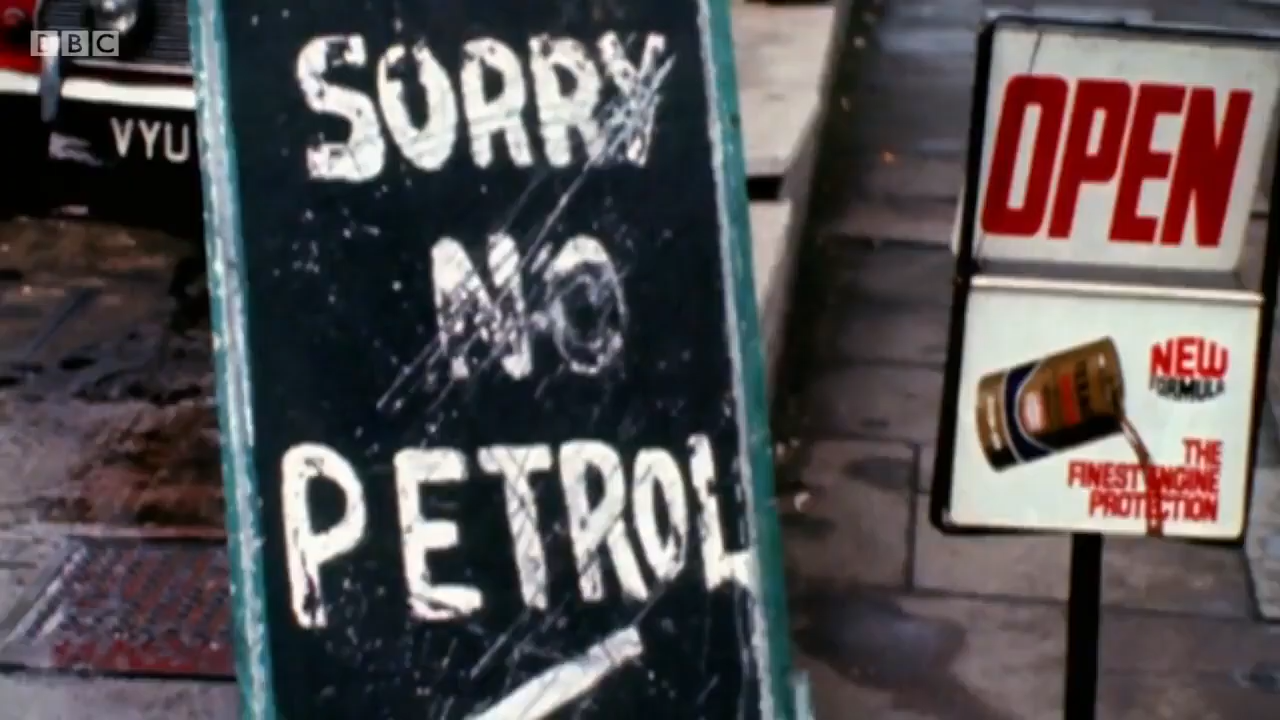 BBC
VYU
SORRY
NO
PETROL
OPEN
NEW
FORMULA
THE
FINEST ENGINE
PROTECTION